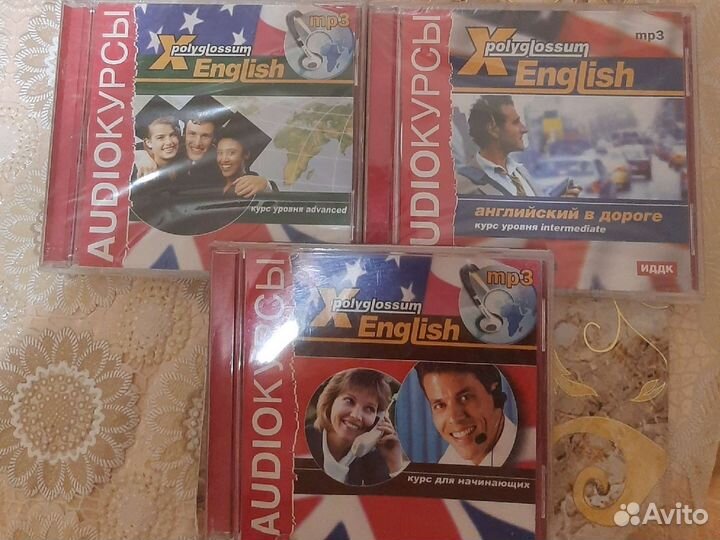 AUDIOКУРСЫ
X polyglossum
English
mp3
курс уровня advanced
AUDIOКУРСЫ
X polyglossum
English
mp3
английский в дороге
курс уровня intermediate
ИДДК
AUDIOКУРСЫ
X polyglossum
English
mp3
курс для начинающих
Avito